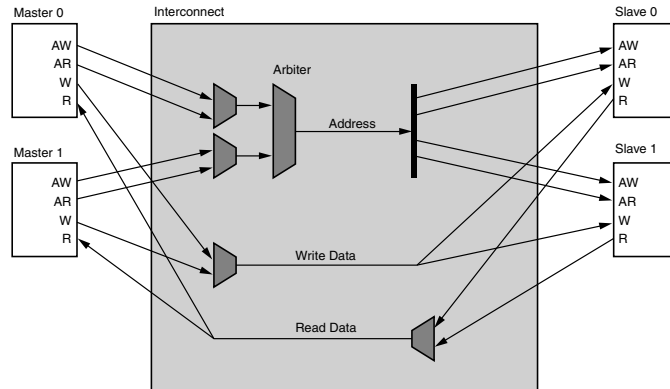 Master 0
Interconnect
Slave 0
AW
AR
W
R
Arbiter
Address
AW
AR
W
R
Master 1
AW
AR
W
R
Slave 1
AW
AR
W
R
Write Data
Read Data